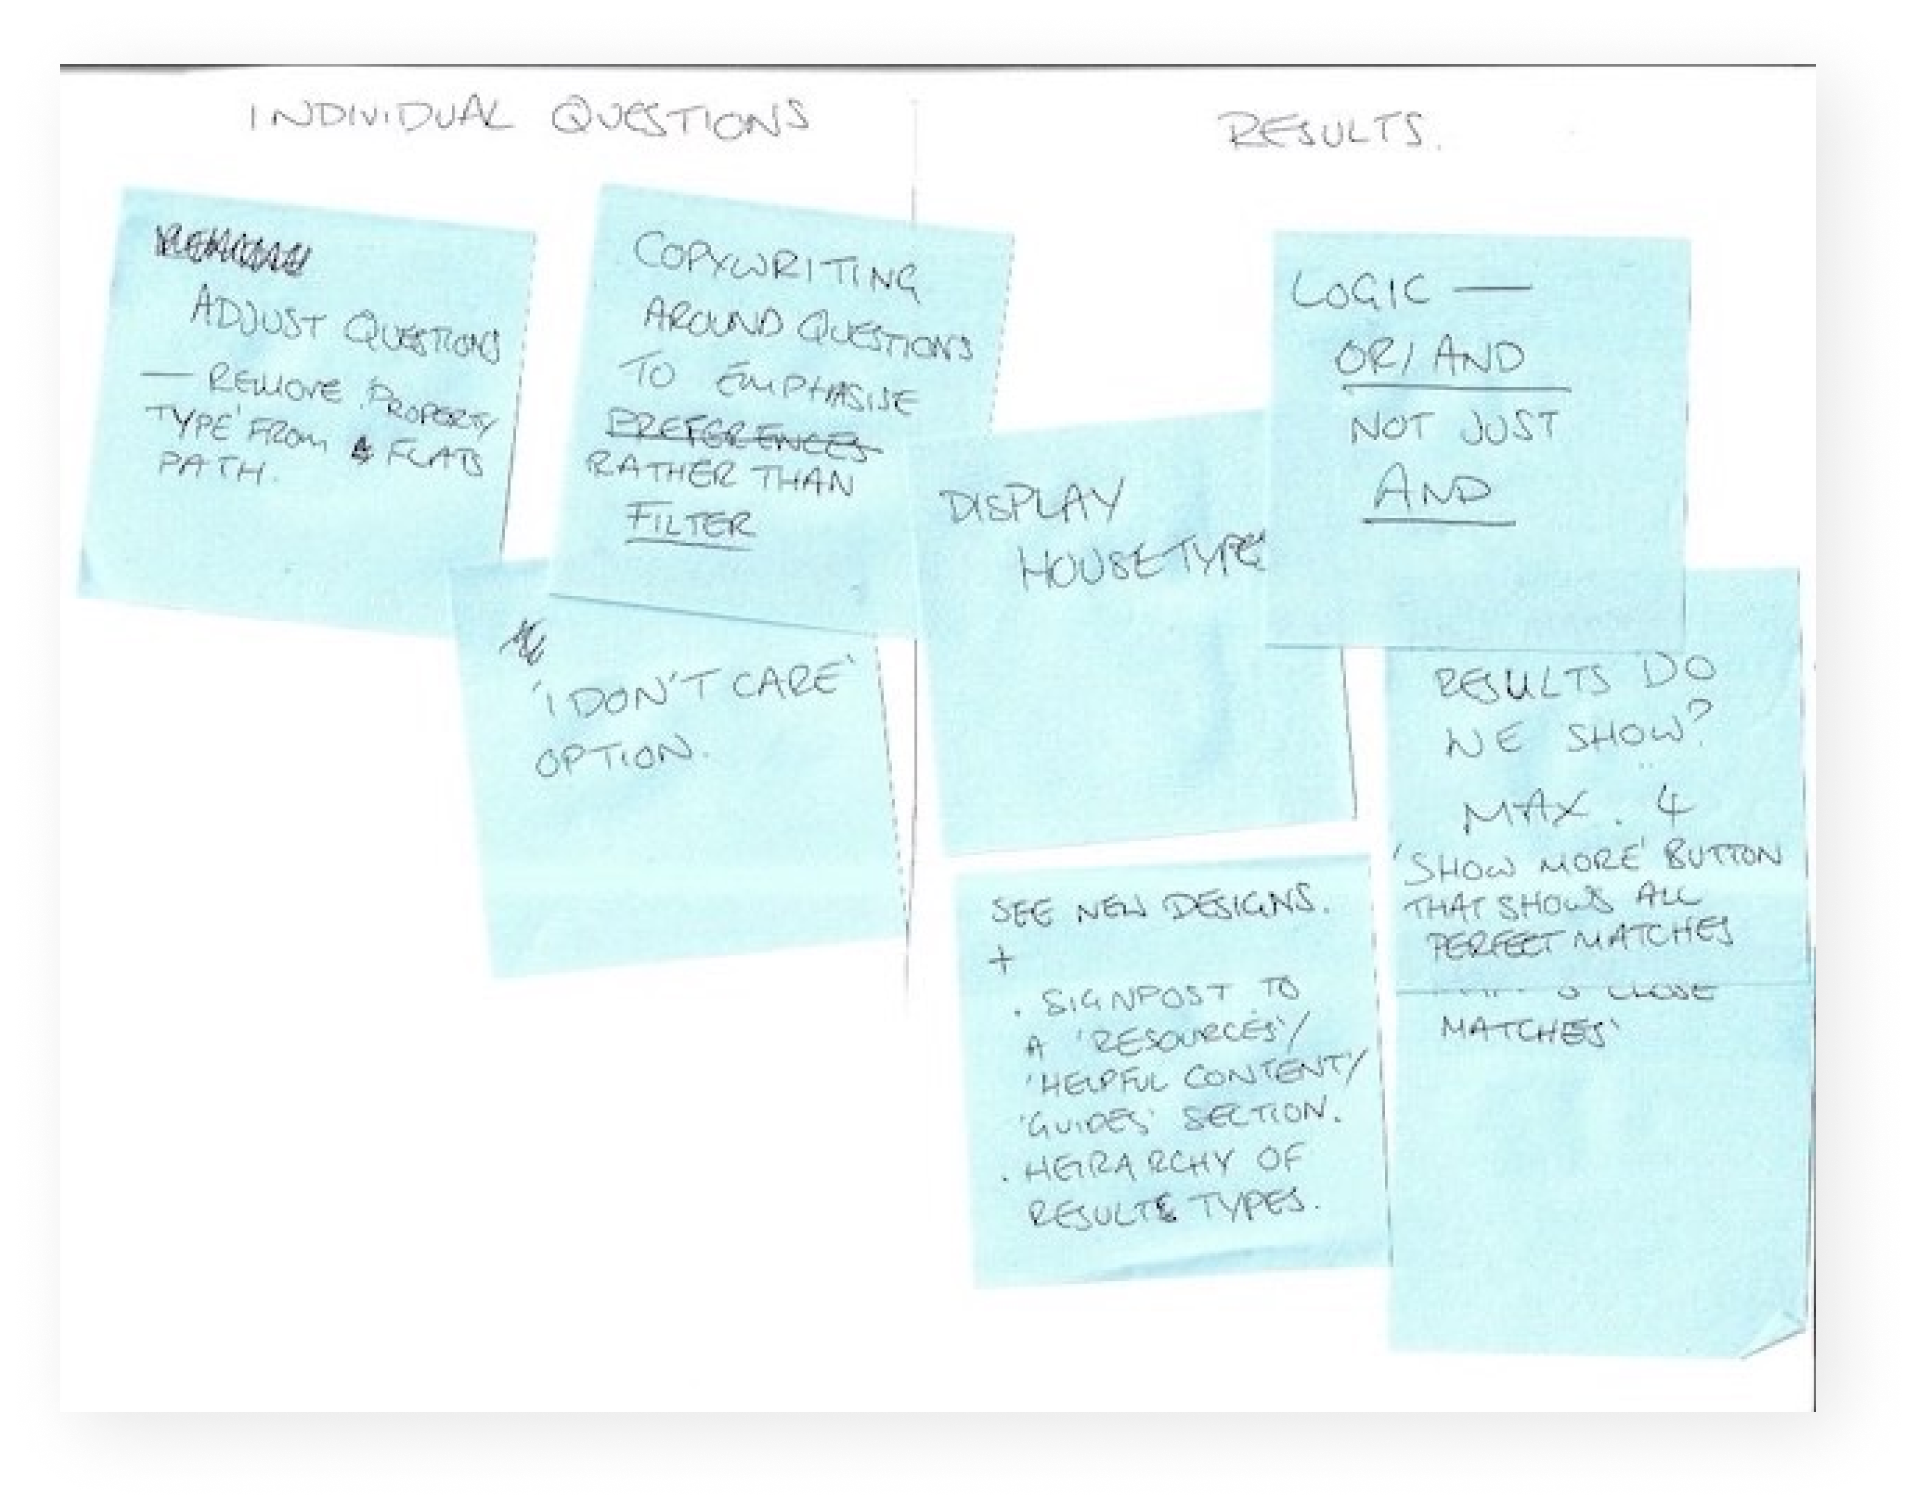 INDIVIDUAL QUESTIONS
ADJUST QUESTIONS
— REMOVE 'PROPERTY
TYPE' FROM FLATS
PATH.
COPYWRITING
AROUND QUESTIONS
TO EMPHASISE
PREFERENCES
RATHER THAN
FILTER
'I DON'T CARE'
OPTION.
RESULTS.
LOGIC —
OR/AND
NOT JUST
AND
DISPLAY
HOUSETYPE
RESULTS DO
WE SHOW?
MAX. 4
'SHOW MORE' BUTTON
THAT SHOWS ALL
PERFECT MATCHES
CLOSE
MATCHES'
SEE NEW DESIGNS.
+
. SIGNPOST TO
A 'RESOURCES'/
'HELPFUL CONTENT'/
'GUIDES' SECTION.
. HEIRARCHY OF
RESULTS TYPES.